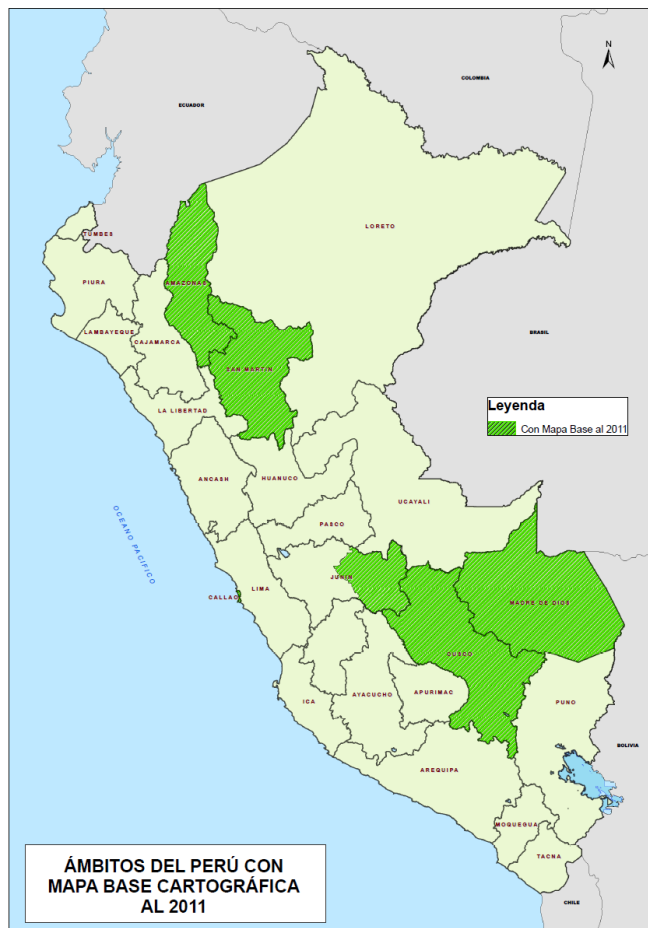 N
COLOMBIA
ECUADOR
LORETO
TUMBES
PIURA
AMAZONAS
LAMBAYEQUE
CAJAMARCA
BRASIL
SAN MARTIN
Leyenda
LA LIBERTAD
Con Mapa Base al 2011
ANCASH
HUANUCO
UCAYALI
PASCO
OCEANO PACIFICO
JUNIN
LIMA
CALLAO
MADRE DE DIOS
CUSCO
AYACUCHO
APURIMAC
ICA
PUNO
BOLIVIA
AREQUIPA
MOQUEGUA
TACNA
ÁMBITOS DEL PERÚ CON
MAPA BASE CARTOGRÁFICA
AL 2011
CHILE